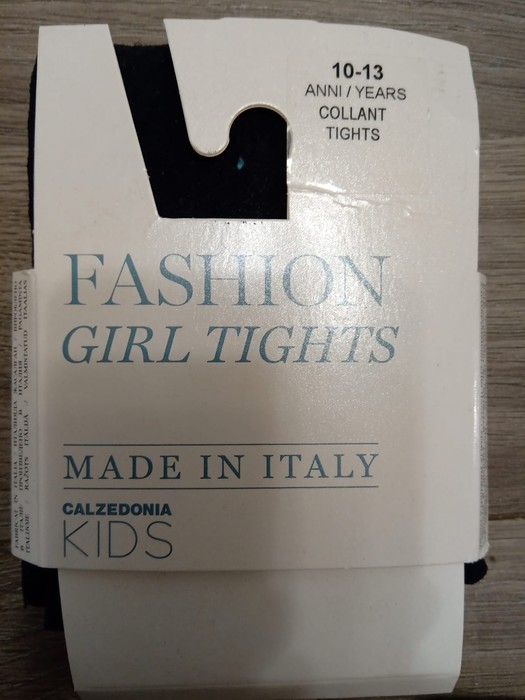 10-13
ANNI / YEARS
COLLANT
TIGHTS
FASHION
GIRL TIGHTS
MADE IN ITALY
CALZEDONIA
KIDS